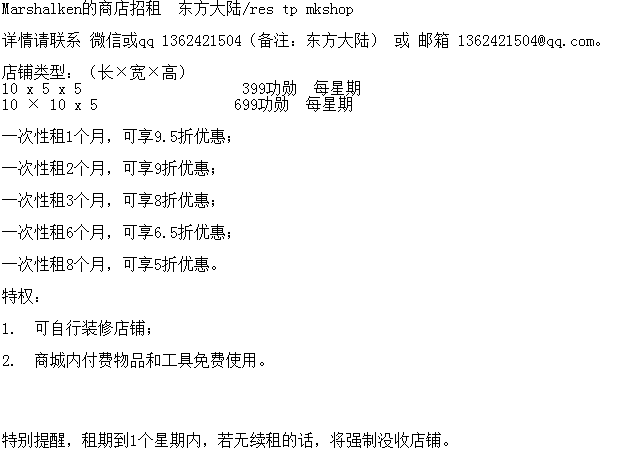 Marshalken的商店招租  东方大陆/res tp mkshop
详情请联系 微信或qq 1362421504（备注：东方大陆） 或 邮箱 1362421504@qq.com。
店铺类型：（长×宽×高）
10 x 5 x 5 399功勋 每星期
10 × 10 x 5 699功勋 每星期
一次性租1个月，可享9.5折优惠；
一次性租2个月，可享9折优惠；
一次性租3个月，可享8折优惠；
一次性租6个月，可享6.5折优惠；
一次性租8个月，可享5折优惠。
特权：
1. 可自行装修店铺；
2. 商城内付费物品和工具免费使用。
特别提醒，租期到1个星期内，若无续租的话，将强制没收店铺。